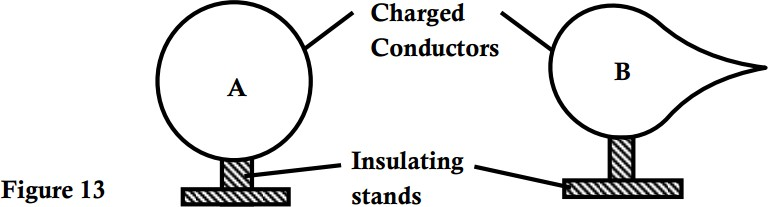 Charged
Conductors
A
B
Insulating
stands
Figure 13